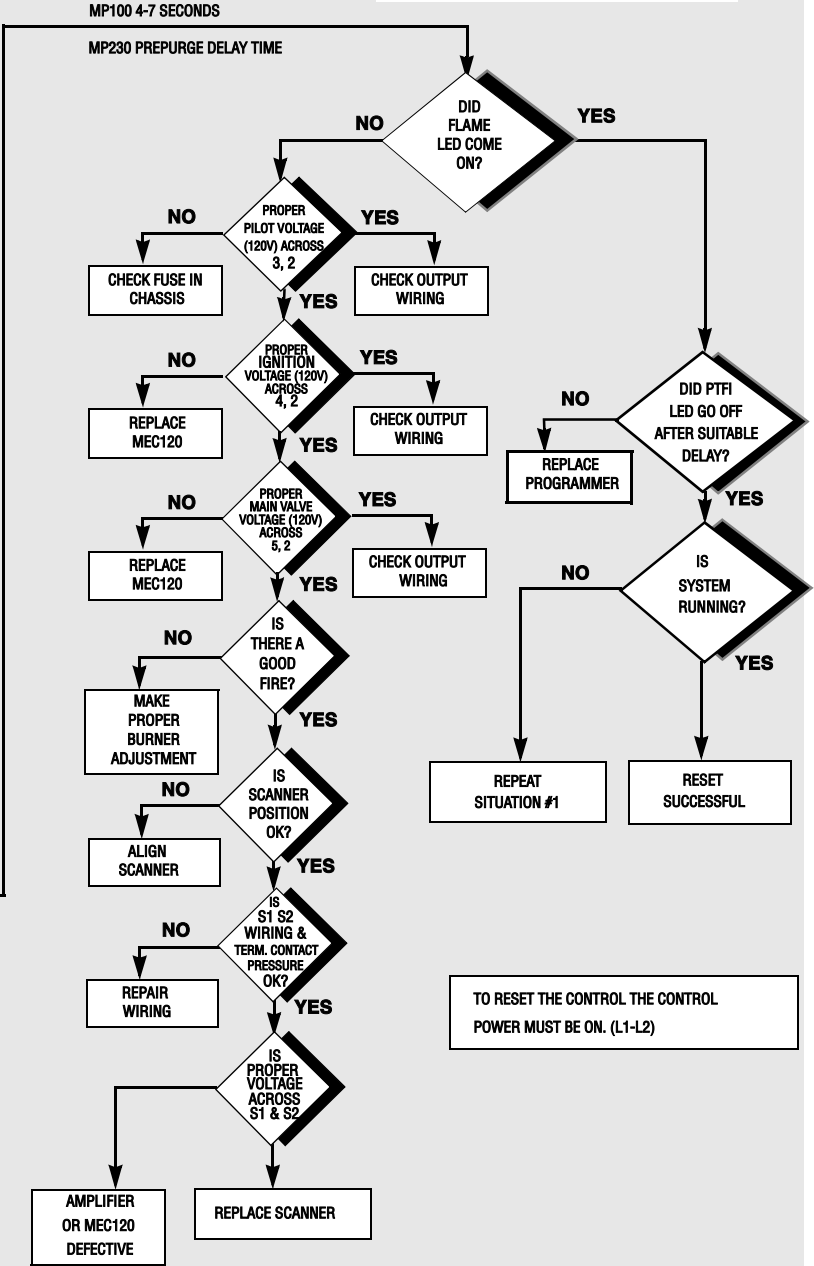 MP100 4-7 SECONDS
MP230 PREPURGE DELAY TIME
DID
FLAME
LED COME
ON?
NO
YES
PROPER
PILOT VOLTAGE
(120V) ACROSS
3, 2
NO
YES
CHECK FUSE IN
CHASSIS
CHECK OUTPUT
WIRING
YES
PROPER
IGNITION
VOLTAGE (120V)
ACROSS
4, 2
NO
YES
REPLACE
MEC120
CHECK OUTPUT
WIRING
YES
PROPER
MAIN VALVE
VOLTAGE (120V)
ACROSS
5, 2
NO
YES
REPLACE
MEC120
CHECK OUTPUT
WIRING
YES
IS
THERE A
GOOD
FIRE?
NO
MAKE
PROPER
BURNER
ADJUSTMENT
YES
IS
SCANNER
POSITION
OK?
NO
ALIGN
SCANNER
YES
IS
S1 S2
WIRING &
TERM. CONTACT
PRESSURE
OK?
NO
REPAIR
WIRING
YES
IS
PROPER
VOLTAGE
ACROSS
S1 & S2
AMPLIFIER
OR MEC120
DEFECTIVE
REPLACE SCANNER
DID PTFI
LED GO OFF
AFTER SUITABLE
DELAY?
NO
REPLACE
PROGRAMMER
YES
IS
SYSTEM
RUNNING?
NO
YES
REPEAT
SITUATION #1
RESET
SUCCESSFUL
TO RESET THE CONTROL THE CONTROL
POWER MUST BE ON. (L1-L2)